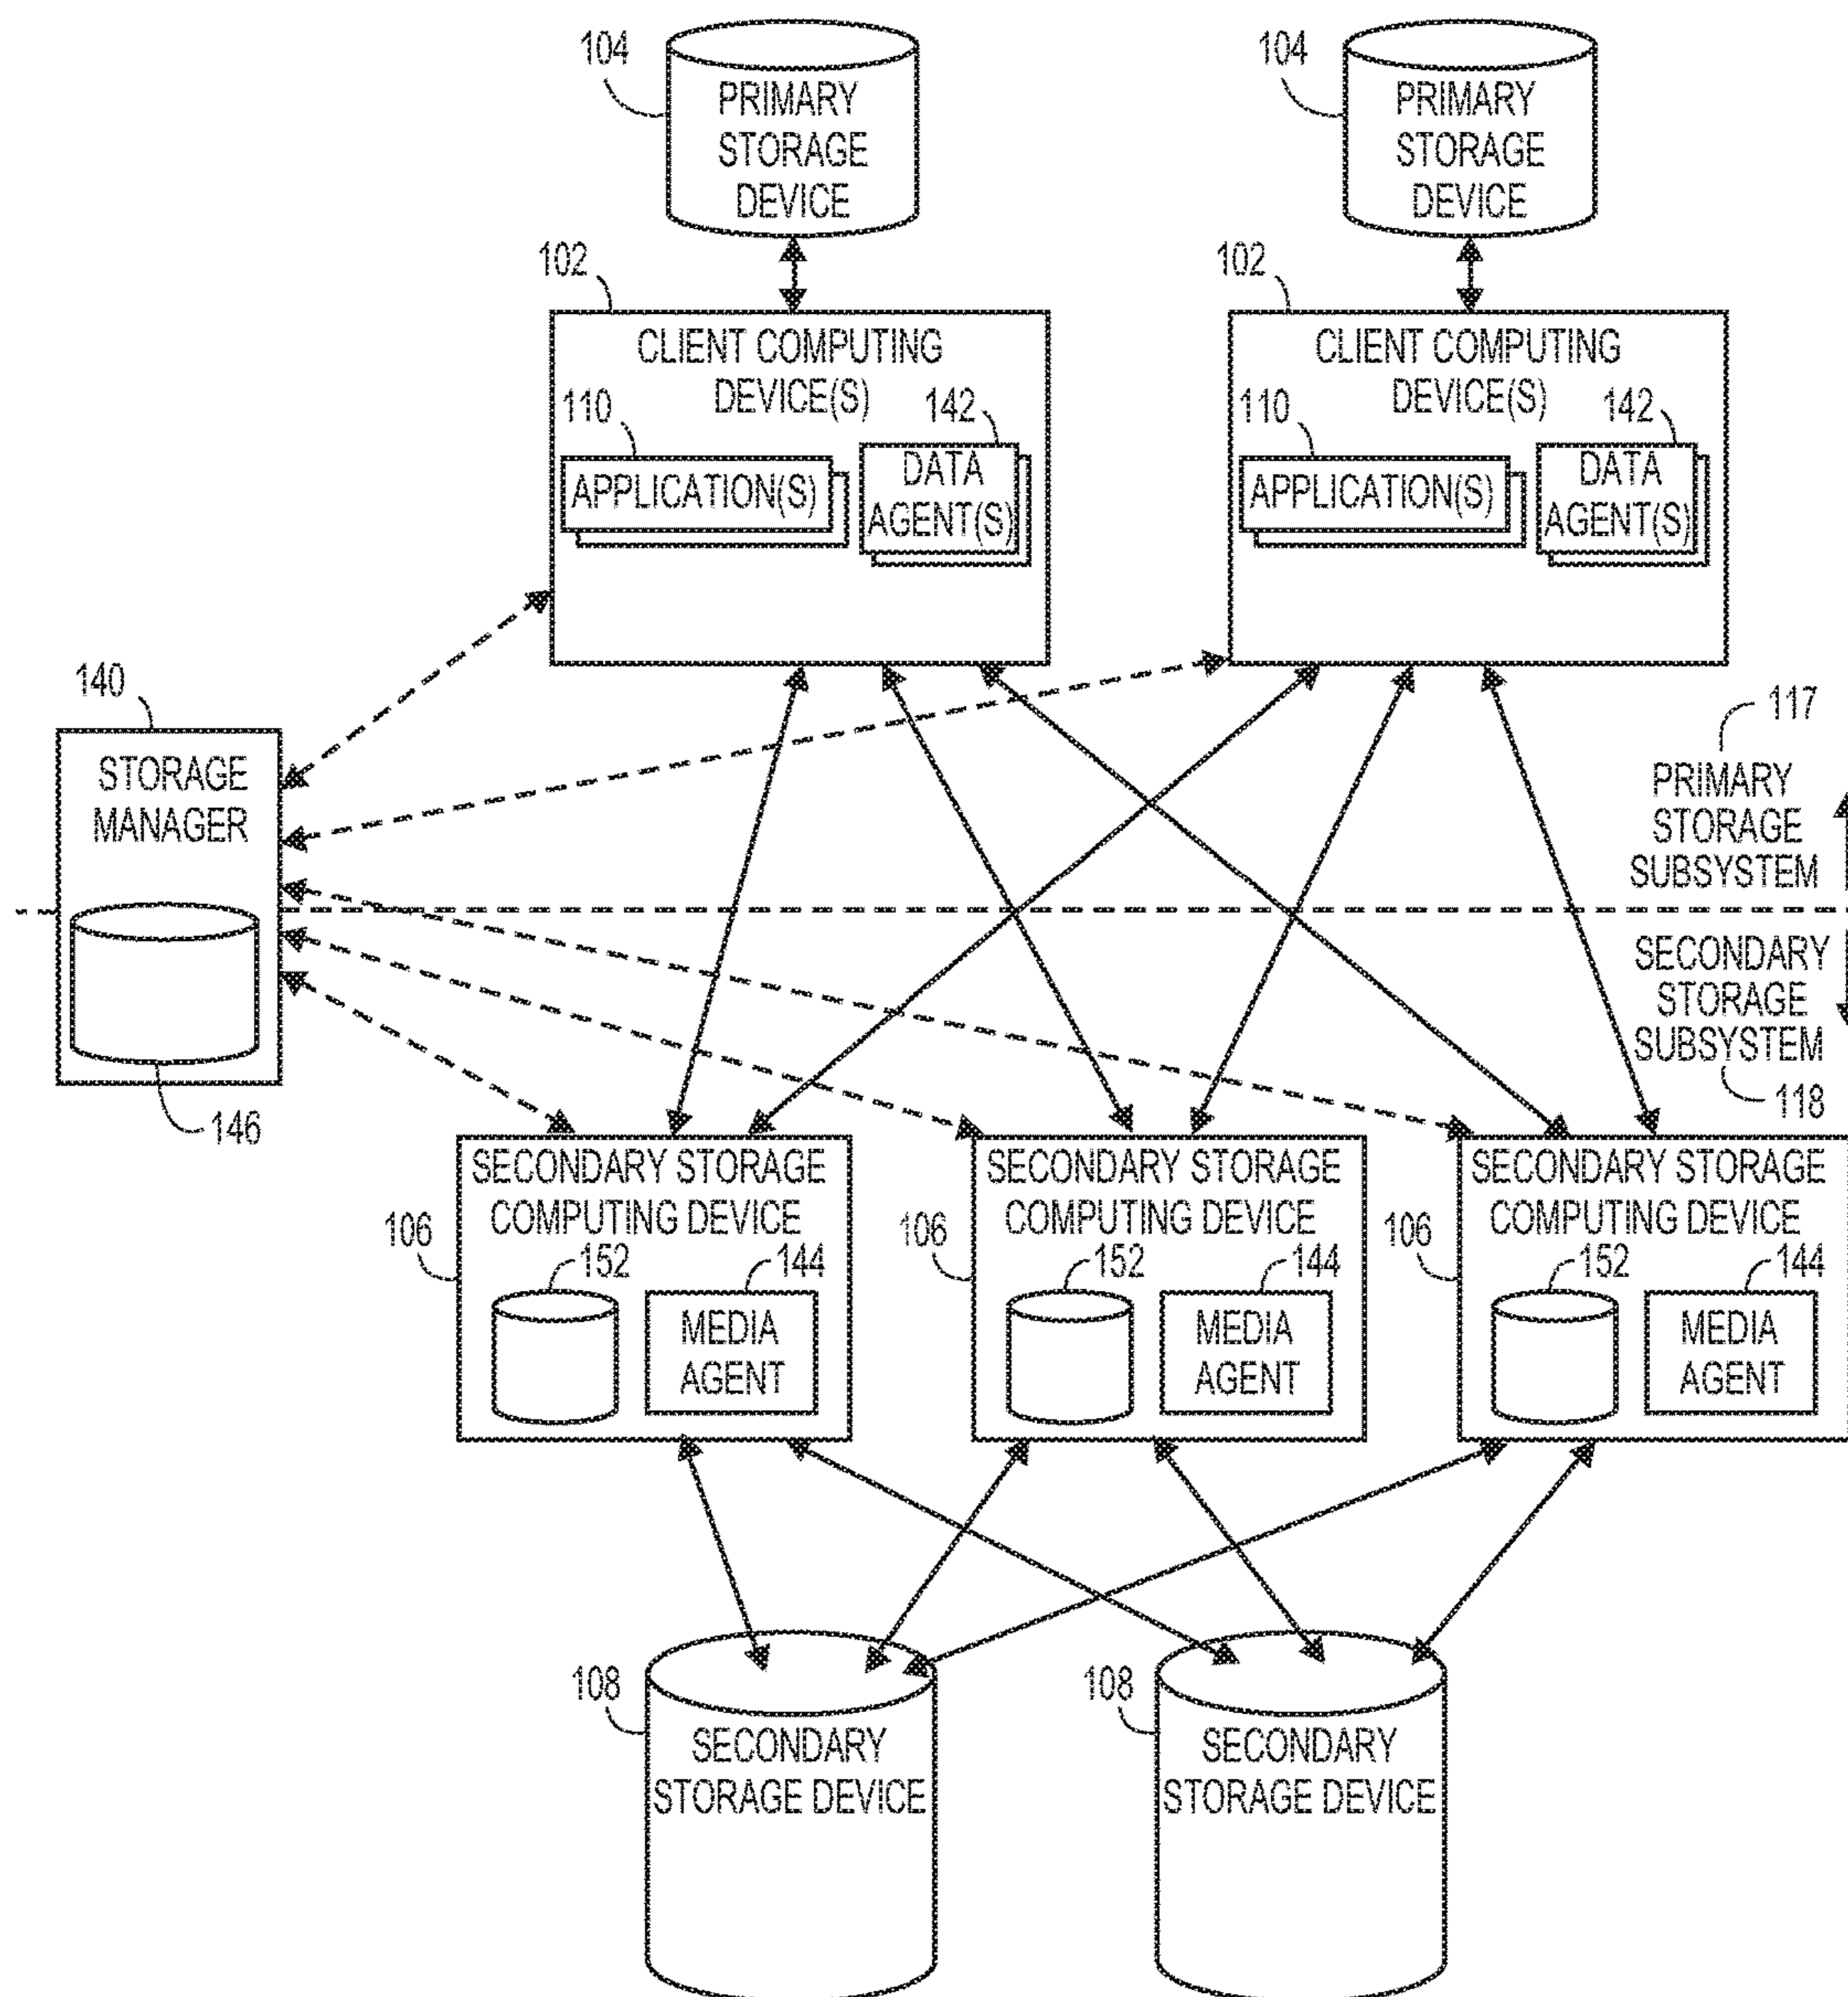 104
PRIMARY
STORAGE
DEVICE
104
PRIMARY
STORAGE
DEVICE
102
CLIENT COMPUTING
DEVICE(S)
110
142
APPLICATION(S)
DATA
AGENT(S)
102
CLIENT COMPUTING
DEVICE(S)
110
142
APPLICATION(S)
DATA
AGENT(S)
140
STORAGE
MANAGER
146
117
PRIMARY
STORAGE
SUBSYSTEM
SECONDARY
STORAGE
SUBSYSTEM
118
SECONDARY STORAGE
COMPUTING DEVICE
106
152
144
MEDIA
AGENT
SECONDARY STORAGE
COMPUTING DEVICE
106
152
144
MEDIA
AGENT
SECONDARY STORAGE
COMPUTING DEVICE
106
152
144
MEDIA
AGENT
108
SECONDARY
STORAGE DEVICE
108
SECONDARY
STORAGE DEVICE